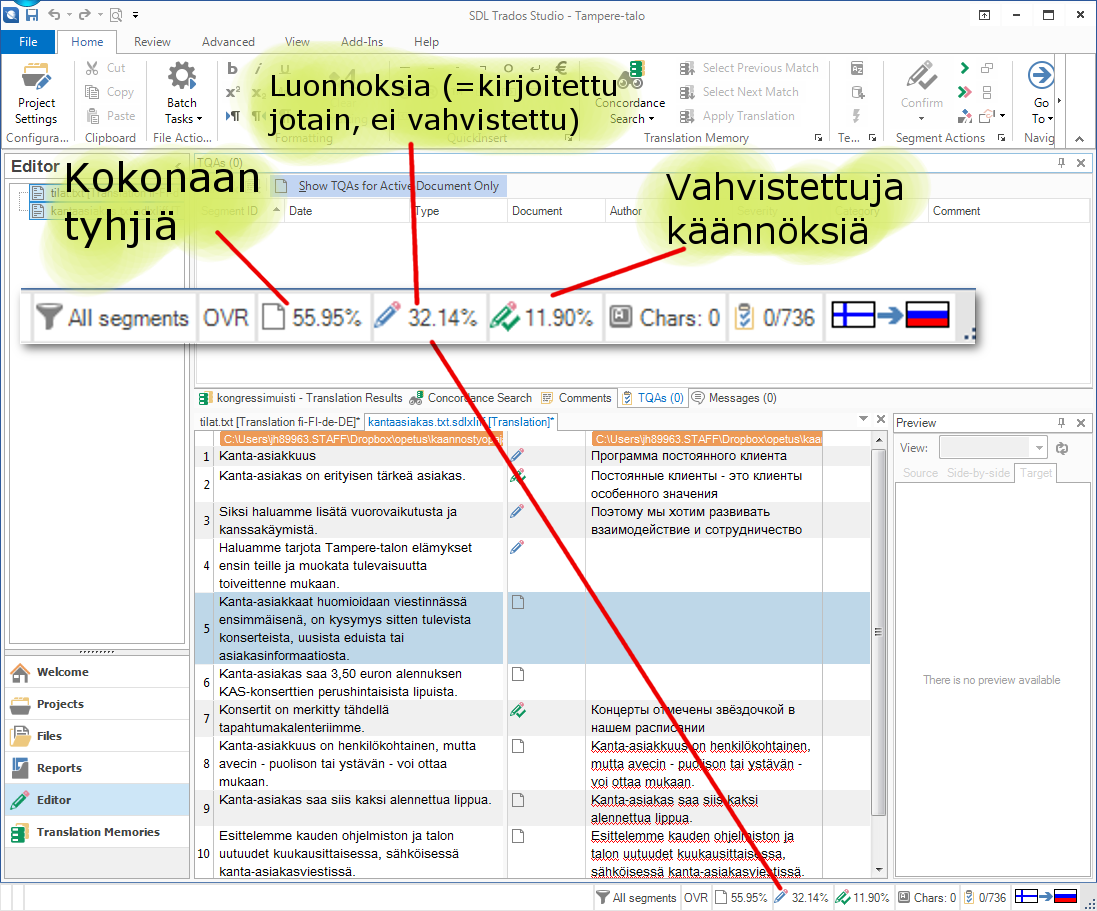 SDL Trados Studio - Tampere-talo
File Home Review Advanced View Add-Ins Help
Project Settings
Cut
Copy
Paste
Batch Tasks
Luonnoksia (=kirjoitettu
jotain, ei vahvistettu)
Concordance Search
Select Previous Match
Select Next Match
Apply Translation
Confirm
Go To
Configura... Clipboard File Actio... Formatting QuickInsert Translation Memory Te... Segment Actions Navig
Editor
TQAs (0)
Kokonaan
tyhjiä
Vahvistettuja
käännöksiä
Show TQAs for Active Document Only
Segment ID Date Type Document Author Severity Category Comment
All segments OVR 55.95% 32.14% 11.90% Chars: 0 0/736
kongressimuisti - Translation Results Concordance Search Comments TQAs (0) Messages (0)
tilat.txt [Translation fi-FI-de-DE]* kantaasiakas.txt.sdlxliff [Translation]*
Preview
C:\Users\jh89963.STAFF\Dropbox\opetus\kaannostyop
C:\Users\jh89963.STAFF\Dropbox\opetus\kaa
View:
Source Side-by-side Target
1 Kanta-asiakkuus
Программа постоянного клиента
2 Kanta-asiakas on erityisen tärkeä asiakas.
Постоянные клиенты - это клиенты
особенного значения
3 Siksi haluamme lisätä vuorovaikutusta ja
kanssakäymistä.
Поэтому мы хотим развивать
взаимодействие и сотрудничество
4 Haluamme tarjota Tampere-talon elämykset
ensin teille ja muokata tulevaisuutta
toiveittenne mukaan.
5 Kanta-asiakkaat huomioidaan viestinnässä
ensimmäisenä, on kysymys sitten tulevista
konserteista, uusista eduista tai
asiakasinformaatiosta.
6 Kanta-asiakas saa 3,50 euron alennuksen
KAS-konserttien perushintaisista lipuista.
7 Konsertit on merkitty tähdellä
tapahtumakalenteriimme.
Концерты отмечены звёздочкой в
нашем расписании
8 Kanta-asiakkuus on henkilökohtainen, mutta
avecin - puolison tai ystävän - voi ottaa
mukaan.
Kanta-asiakkuus on henkilökohtainen,
mutta avecin - puolison tai ystävän -
voi ottaa mukaan.
9 Kanta-asiakas saa siis kaksi alennettua lippua.
Kanta-asiakas saa siis kaksi
alennettua lippua.
10 Esittelemme kauden ohjelmiston ja talon
uutuudet kuukausittaisessa, sähköisessä
kanta-asiakasviestissä.
Esittelemme kauden ohjelmiston ja
talon uutuudet kuukausittaisessa,
sähköisessä kanta-asiakasviestissä.
There is no preview available
Welcome
Projects
Files
Reports
Editor
Translation Memories
All segments OVR 55.95% 32.14% 11.90% Chars: 0 0/736